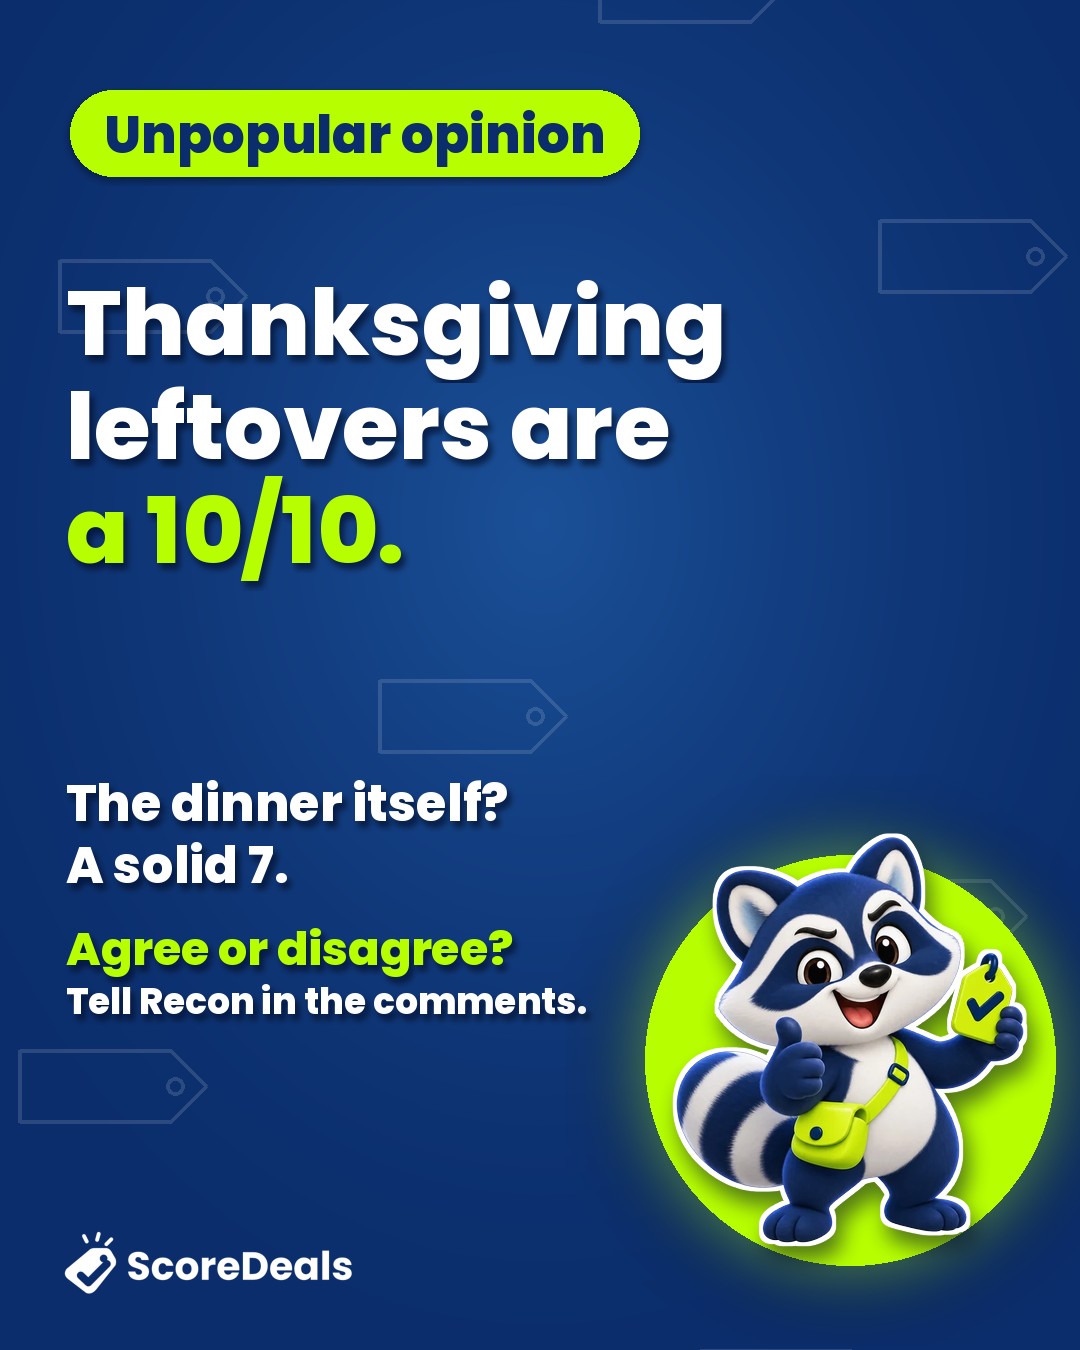 Unpopular opinion
Thanksgiving
leftovers are
a 10/10.
The dinner itself?
A solid 7.
Agree or disagree?
Tell Recon in the comments.
ScoreDeals